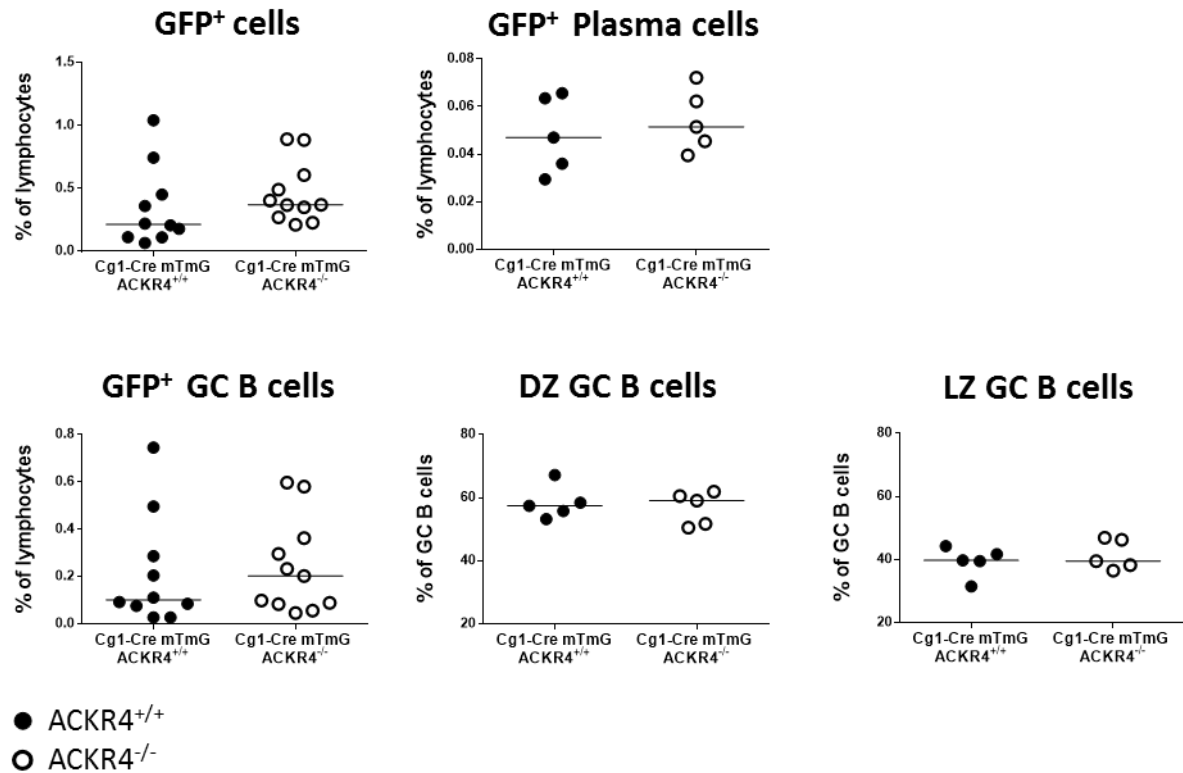 GFP⁺ cells
% of lymphocytes
1.5
1.0
0.5
0.0
Cg1-Cre mTmG
ACKR4⁺/⁺
Cg1-Cre mTmG
ACKR4⁻/⁻
GFP⁺ Plasma cells
% of lymphocytes
0.08
0.06
0.04
0.02
0.00
Cg1-Cre mTmG
ACKR4⁺/⁺
Cg1-Cre mTmG
ACKR4⁻/⁻
GFP⁺ GC B cells
% of lymphocytes
0.8
0.6
0.4
0.2
0.0
Cg1-Cre mTmG
ACKR4⁺/⁺
Cg1-Cre mTmG
ACKR4⁻/⁻
DZ GC B cells
% of GC B cells
80
60
40
20
Cg1-Cre mTmG
ACKR4⁺/⁺
Cg1-Cre mTmG
ACKR4⁻/⁻
LZ GC B cells
% of GC B cells
80
60
40
20
Cg1-Cre mTmG
ACKR4⁺/⁺
Cg1-Cre mTmG
ACKR4⁻/⁻
ACKR4⁺/⁺
ACKR4⁻/⁻